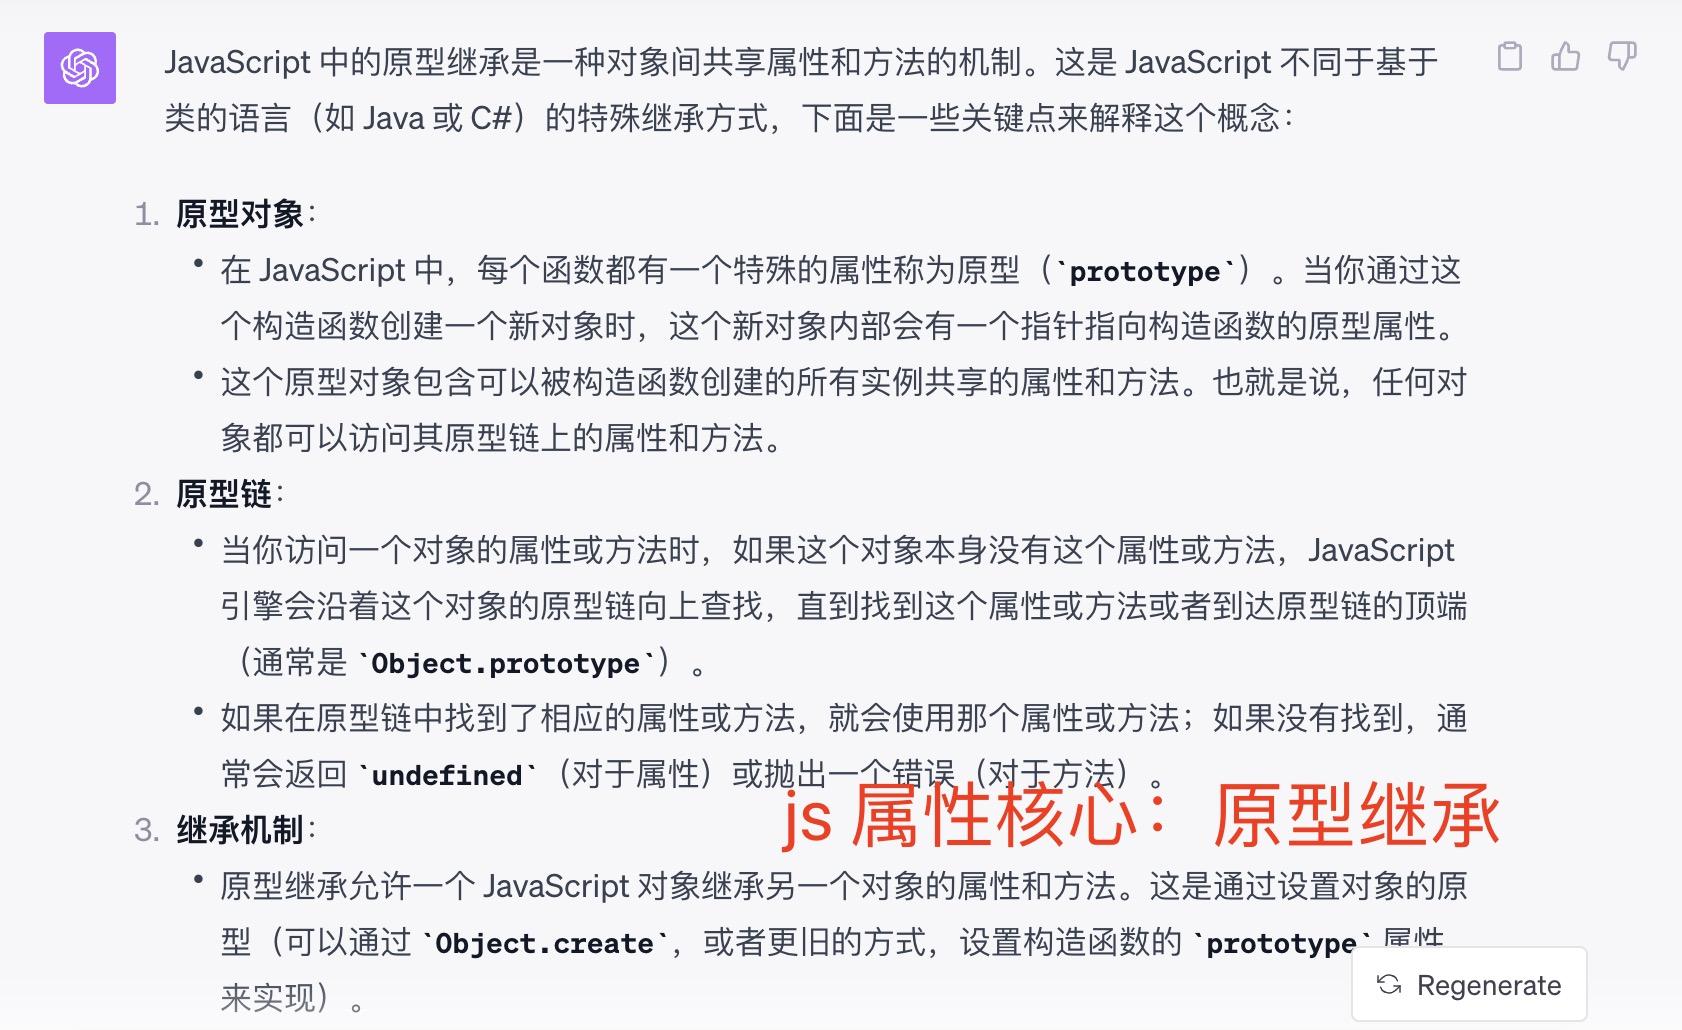 JavaScript 中的原型继承是一种对象间共享属性和方法的机制。这是 JavaScript 不同于基于
类的语言（如 Java 或 C#）的特殊继承方式，下面是一些关键点来解释这个概念：
1. 原型对象：
• 在 JavaScript 中，每个函数都有一个特殊的属性称为原型（`prototype`）。当你通过这
个构造函数创建一个新对象时，这个新对象内部会有一个指针指向构造函数的原型属性。
• 这个原型对象包含可以被构造函数创建的所有实例共享的属性和方法。也就是说，任何对
象都可以访问其原型链上的属性和方法。
2. 原型链：
• 当你访问一个对象的属性或方法时，如果这个对象本身没有这个属性或方法，JavaScript
引擎会沿着这个对象的原型链向上查找，直到找到这个属性或方法或者到达原型链的顶端
（通常是 `Object.prototype`）。
• 如果在原型链中找到了相应的属性或方法，就会使用那个属性或方法；如果没有找到，通
常会返回 `undefined`（对于属性）或抛出一个错误（对于方法）。
js 属性核心：原型继承
3. 继承机制：
• 原型继承允许一个 JavaScript 对象继承另一个对象的属性和方法。这是通过设置对象的原
型（可以通过 `Object.create`，或者更旧的方式，设置构造函数的 `prototype` 属性
来实现）。
Regenerate